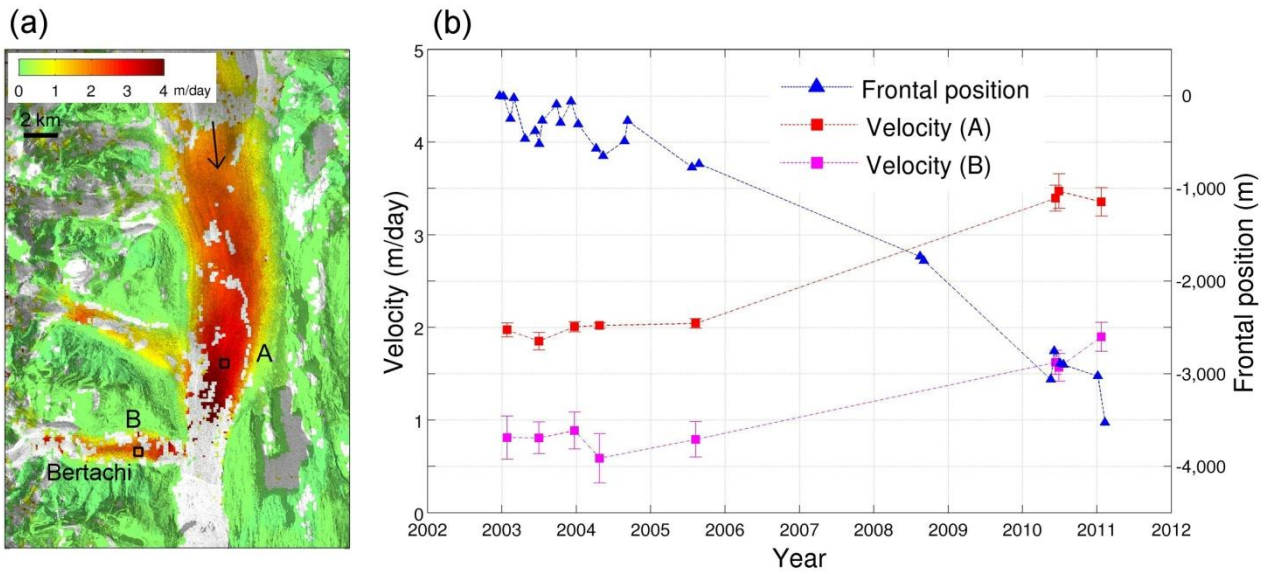 (a)
0 1 2 3 4 m/day
2 km
A
B
Bertachi
(b)
5
4
3
2
1
0
Velocity (m/day)
Frontal position
Velocity (A)
Velocity (B)
0
-1,000
-2,000
-3,000
-4,000
Frontal position (m)
2002 2003 2004 2005 2006 2007 2008 2009 2010 2011 2012
Year